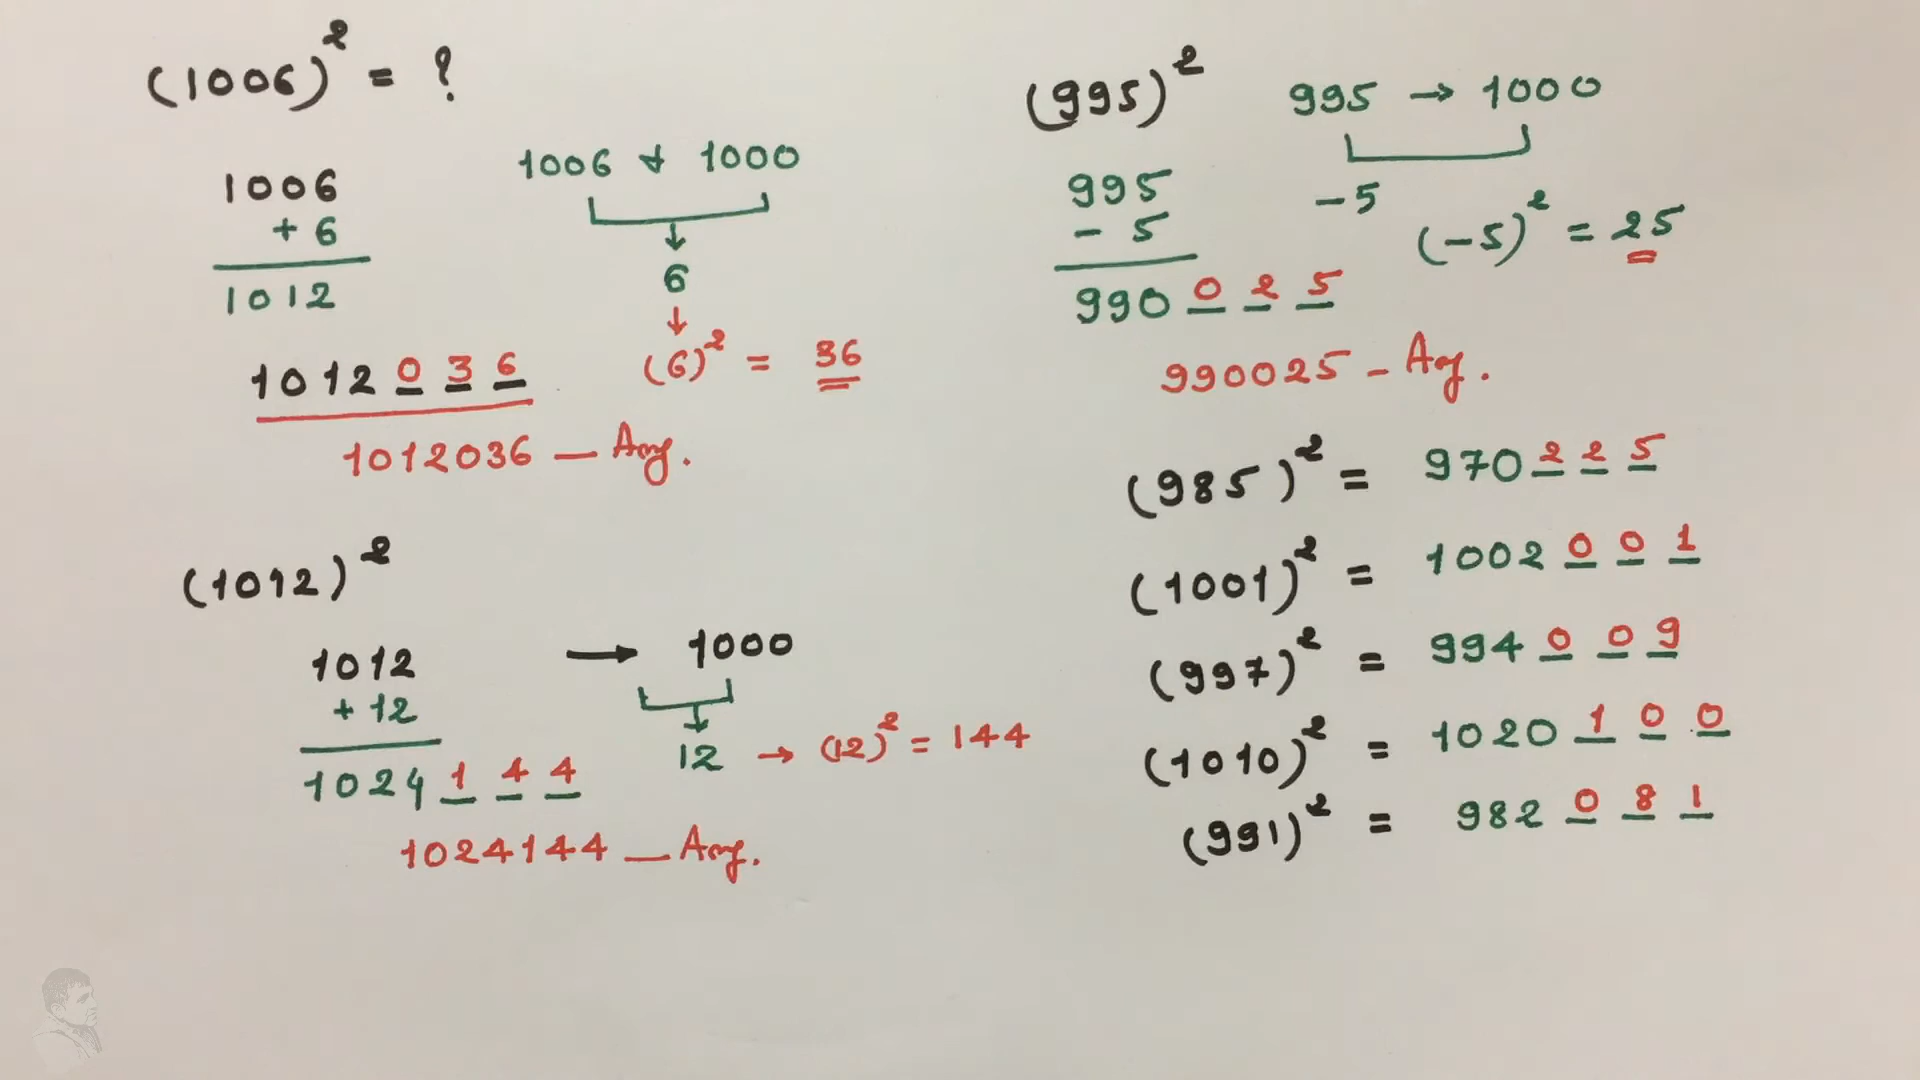 (1006)² = ?
1006
+ 6
1012
1006 & 1000
6
(6)² = 36
1012 0 3 6
1012036 — Ans.
(1012)²
1012 → 1000
+ 12
12 → (12)² = 144
1024 1 4 4
1024144 — Ans.
(995)²
995 → 1000
995
- 5
-5
(-5)² = 25
990 0 2 5
990025 - Ans.
(985)² = 970 2 2 5
(1001)² = 1002 0 0 1
(997)² = 994 0 0 9
(1010)² = 1020 1 0 0
(991)² = 982 0 8 1